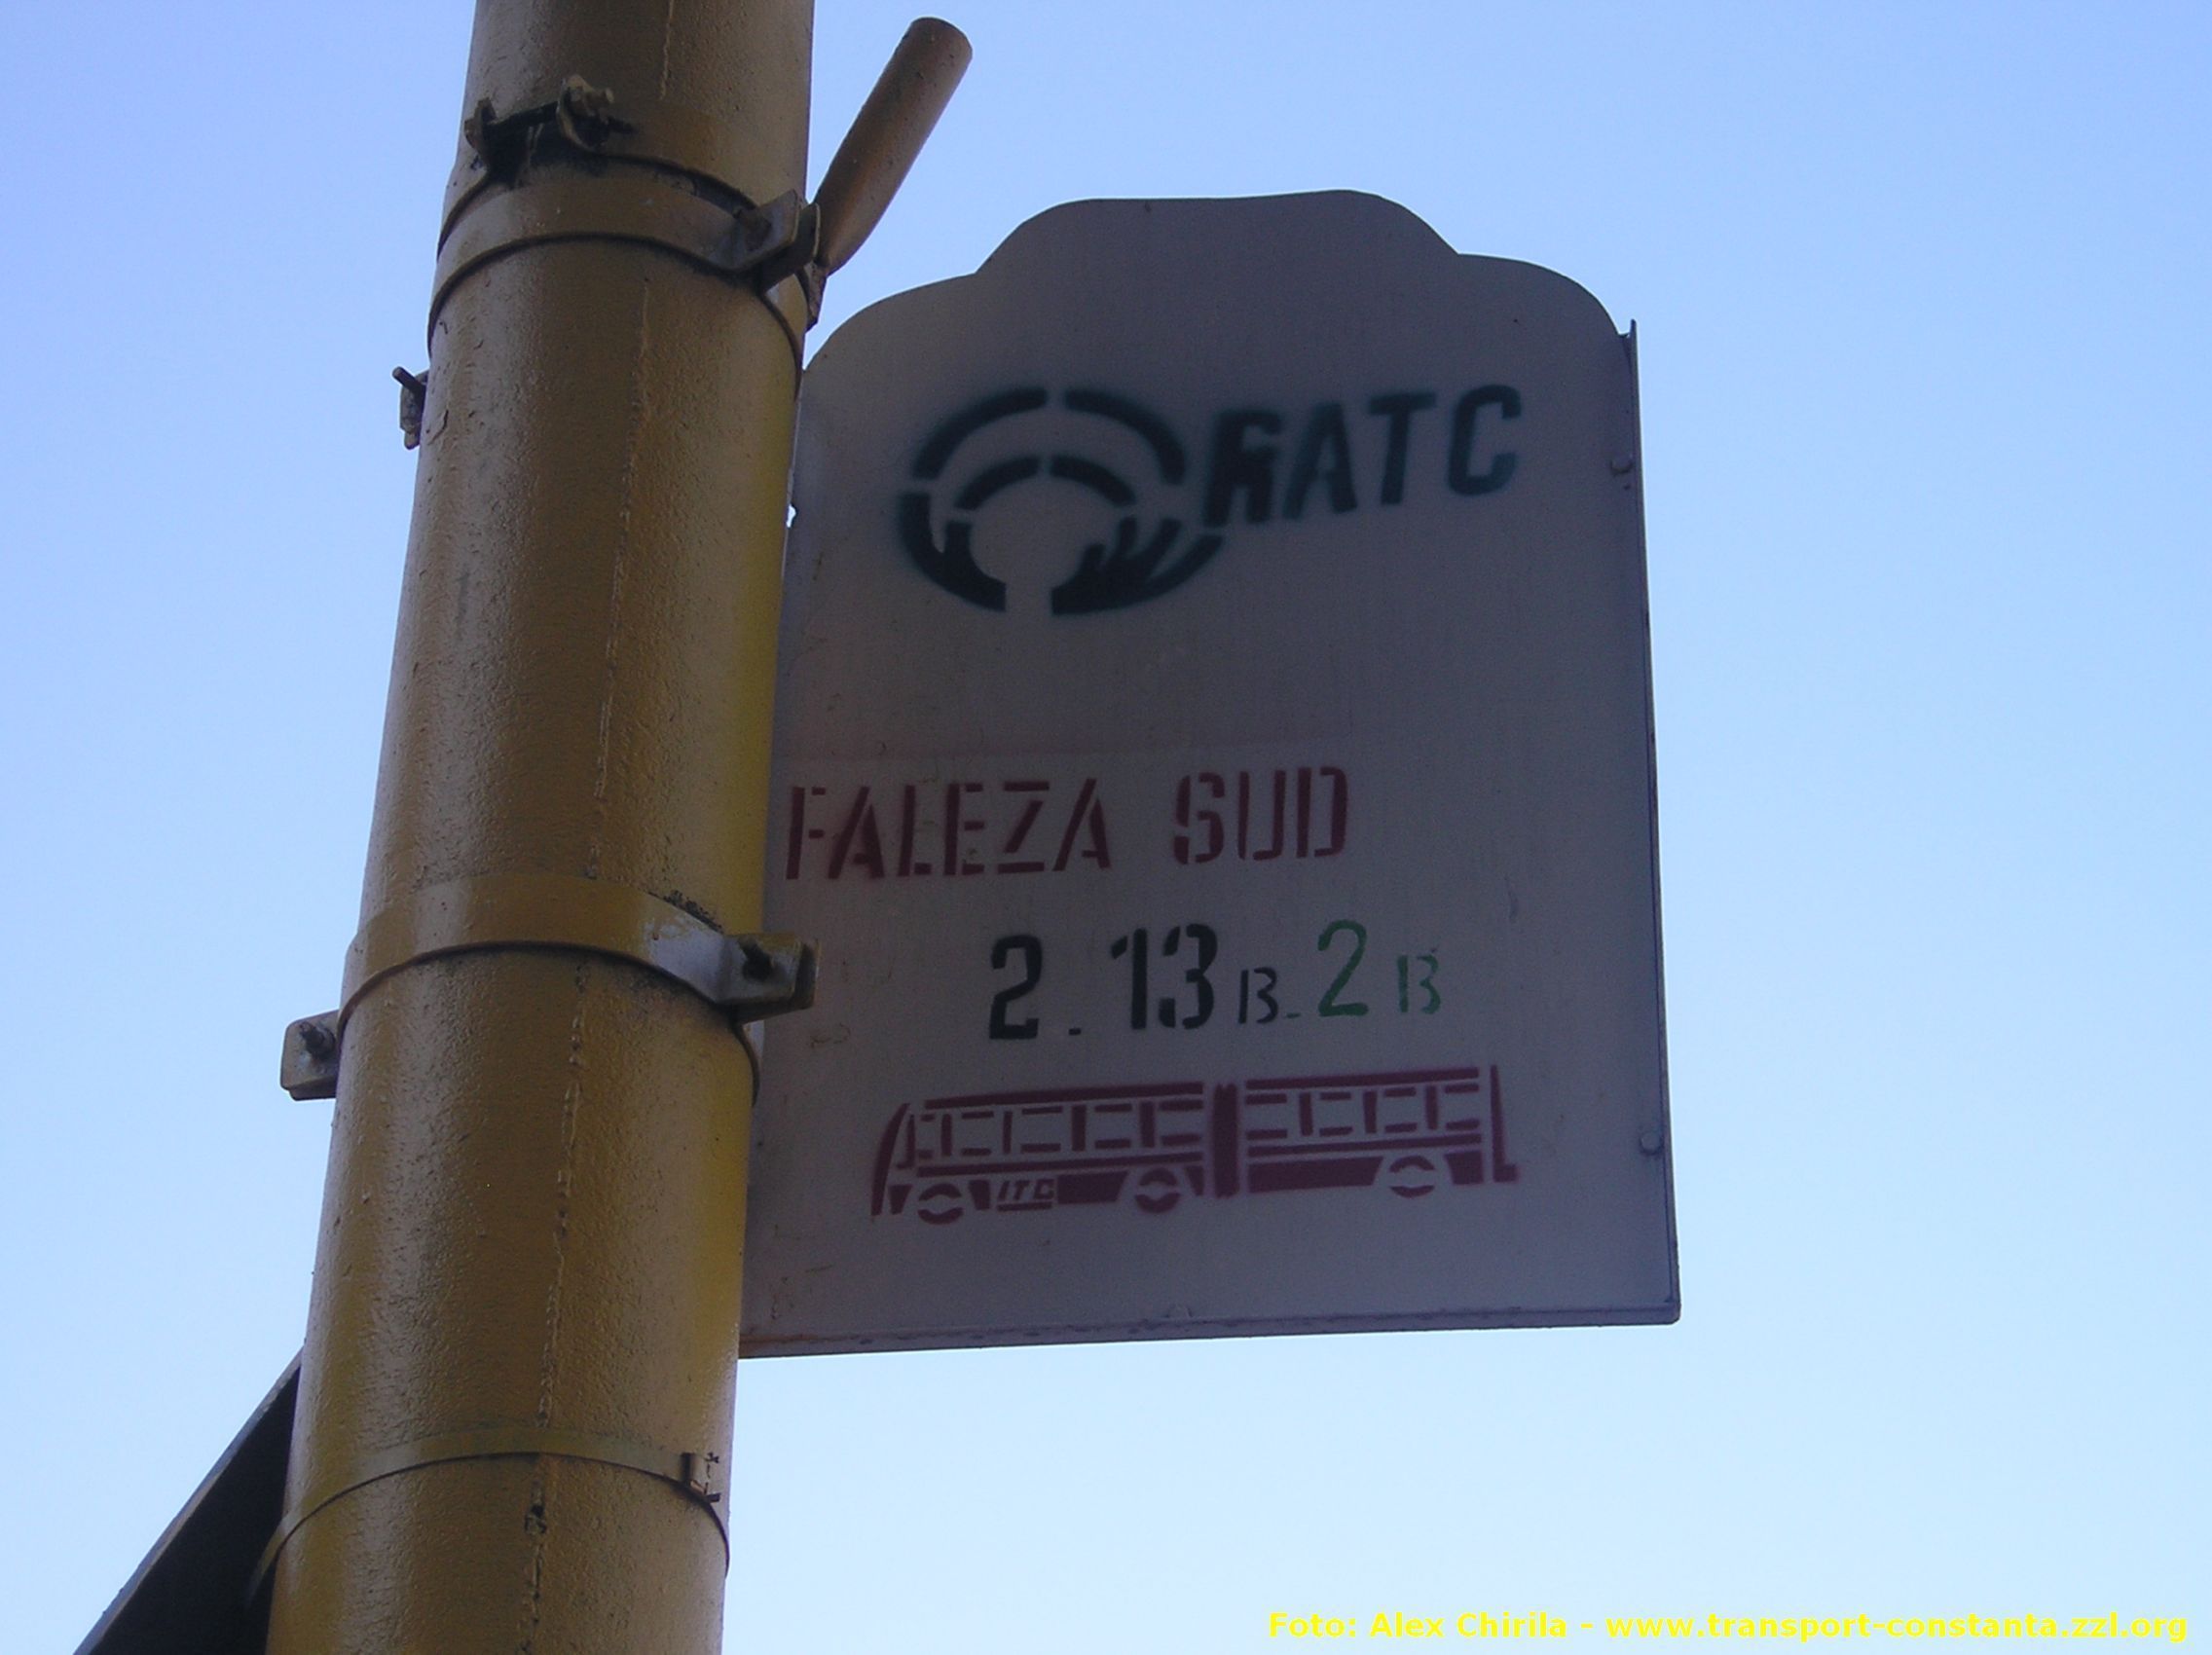 RATC
FALEZA SUD
2 - 13B - 2B
ITC
Foto: Alex Chirila - www.transport-constanta.zzl.org